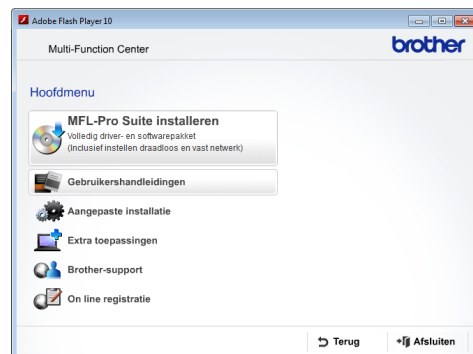 Adobe Flash Player 10
Multi-Function Center
brother
Hoofdmenu
MFL-Pro Suite installeren
Volledig driver- en softwarepakket
(Inclusief instellen draadloos en vast netwerk)
Gebruikershandleidingen
Aangepaste installatie
Extra toepassingen
Brother-support
On line registratie
Terug
Afsluiten